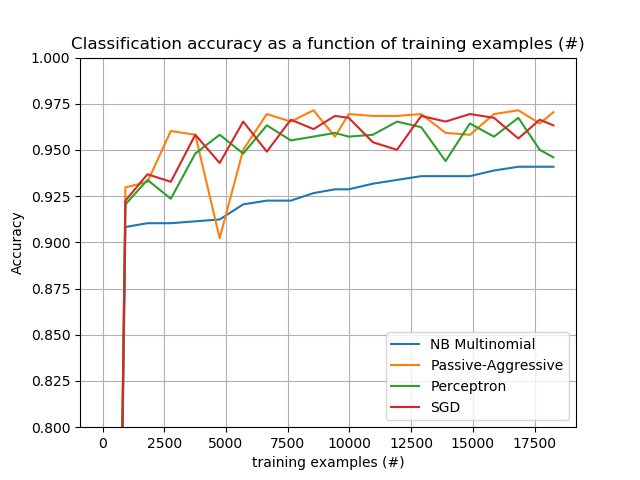 Classification accuracy as a function of training examples (#)
1.000
0.975
0.950
0.925
0.900
0.875
0.850
0.825
0.800
Accuracy
NB Multinomial
Passive-Aggressive
Perceptron
SGD
0 2500 5000 7500 10000 12500 15000 17500
training examples (#)